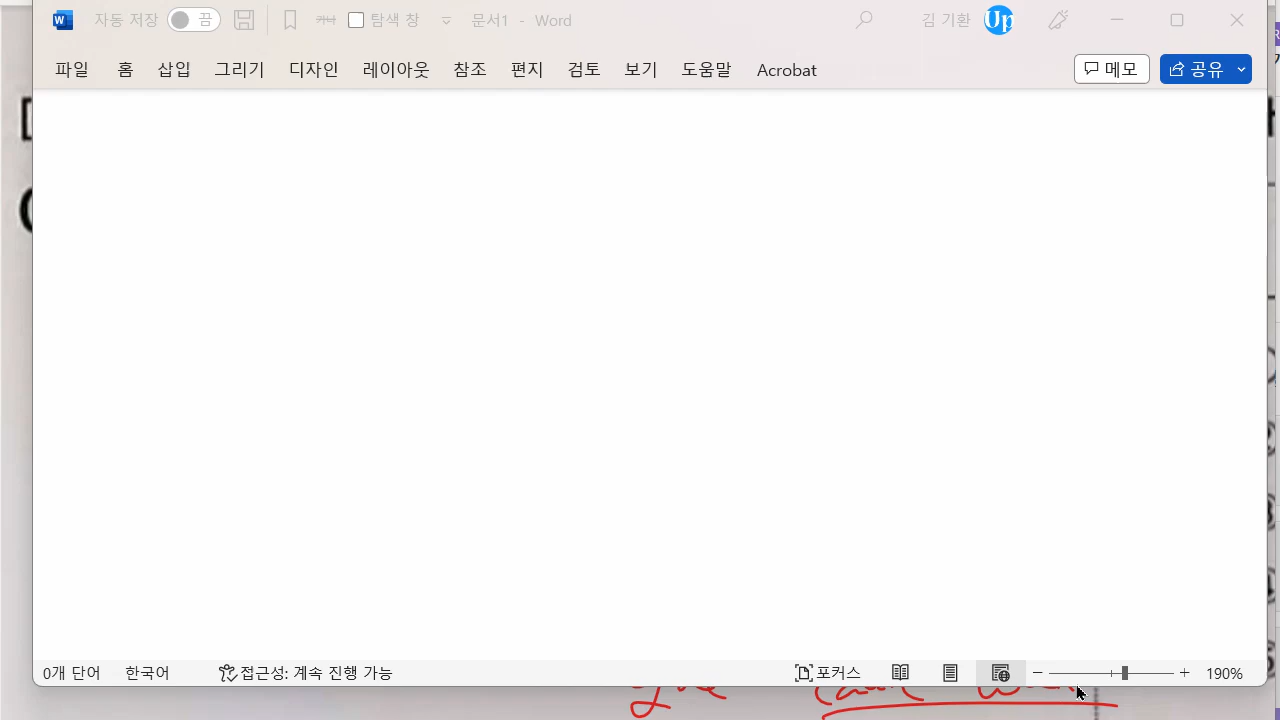 자동 저장 끔 가나 탐색 창 문서1 - Word 김 기환 Up
파일 홈 삽입 그리기 디자인 레이아웃 참조 편지 검토 보기 도움말 Acrobat 메모 공유
0개 단어 한국어 접근성: 계속 진행 가능 포커스 190%